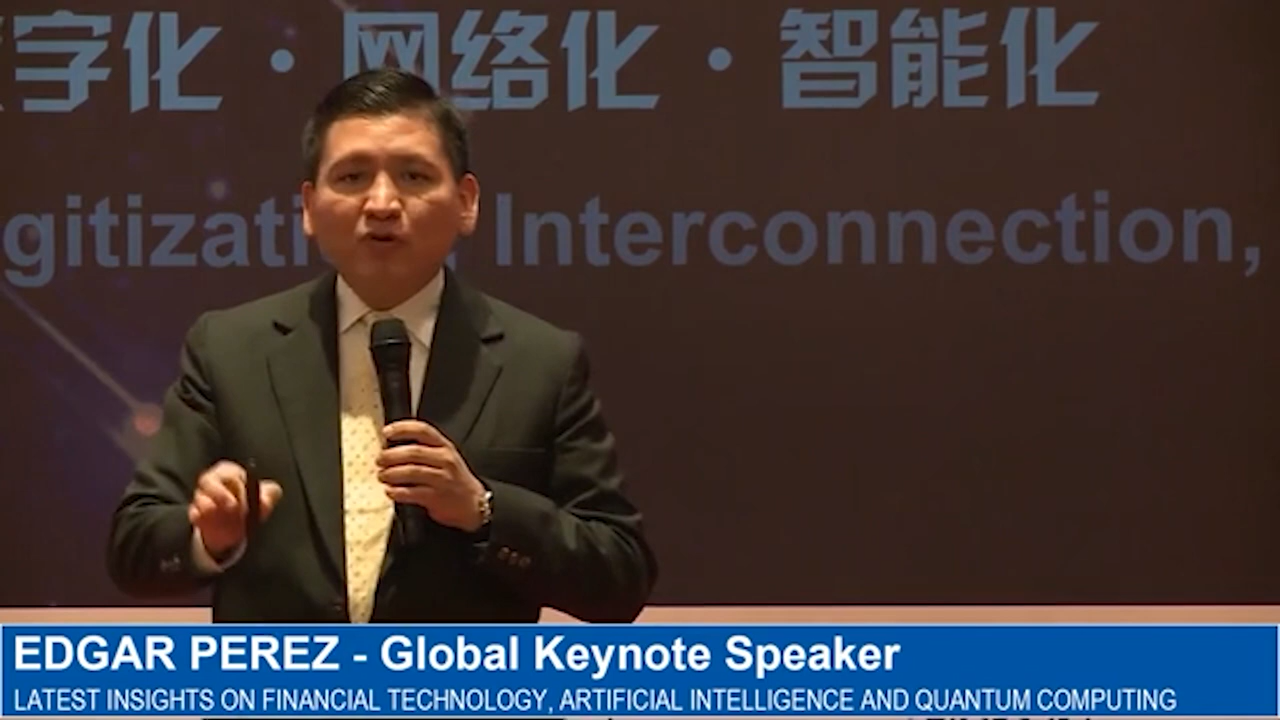 字化·网络化·智能化
gitizati Interconnection,
EDGAR PEREZ - Global Keynote Speaker
LATEST INSIGHTS ON FINANCIAL TECHNOLOGY, ARTIFICIAL INTELLIGENCE AND QUANTUM COMPUTING